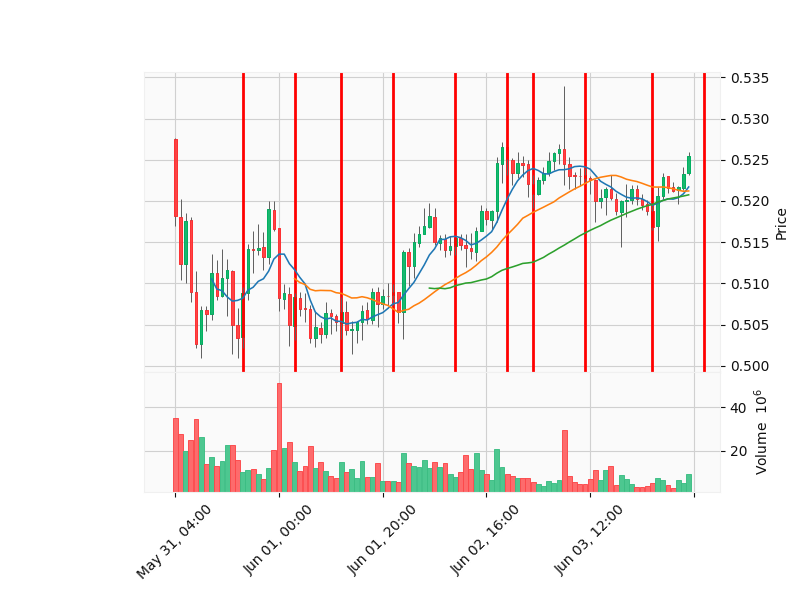 0.535
0.530
0.525
0.520
0.515
0.510
0.505
0.500
Price
40
20
Volume 10^6
May 31, 04:00
Jun 01, 00:00
Jun 01, 20:00
Jun 02, 16:00
Jun 03, 12:00